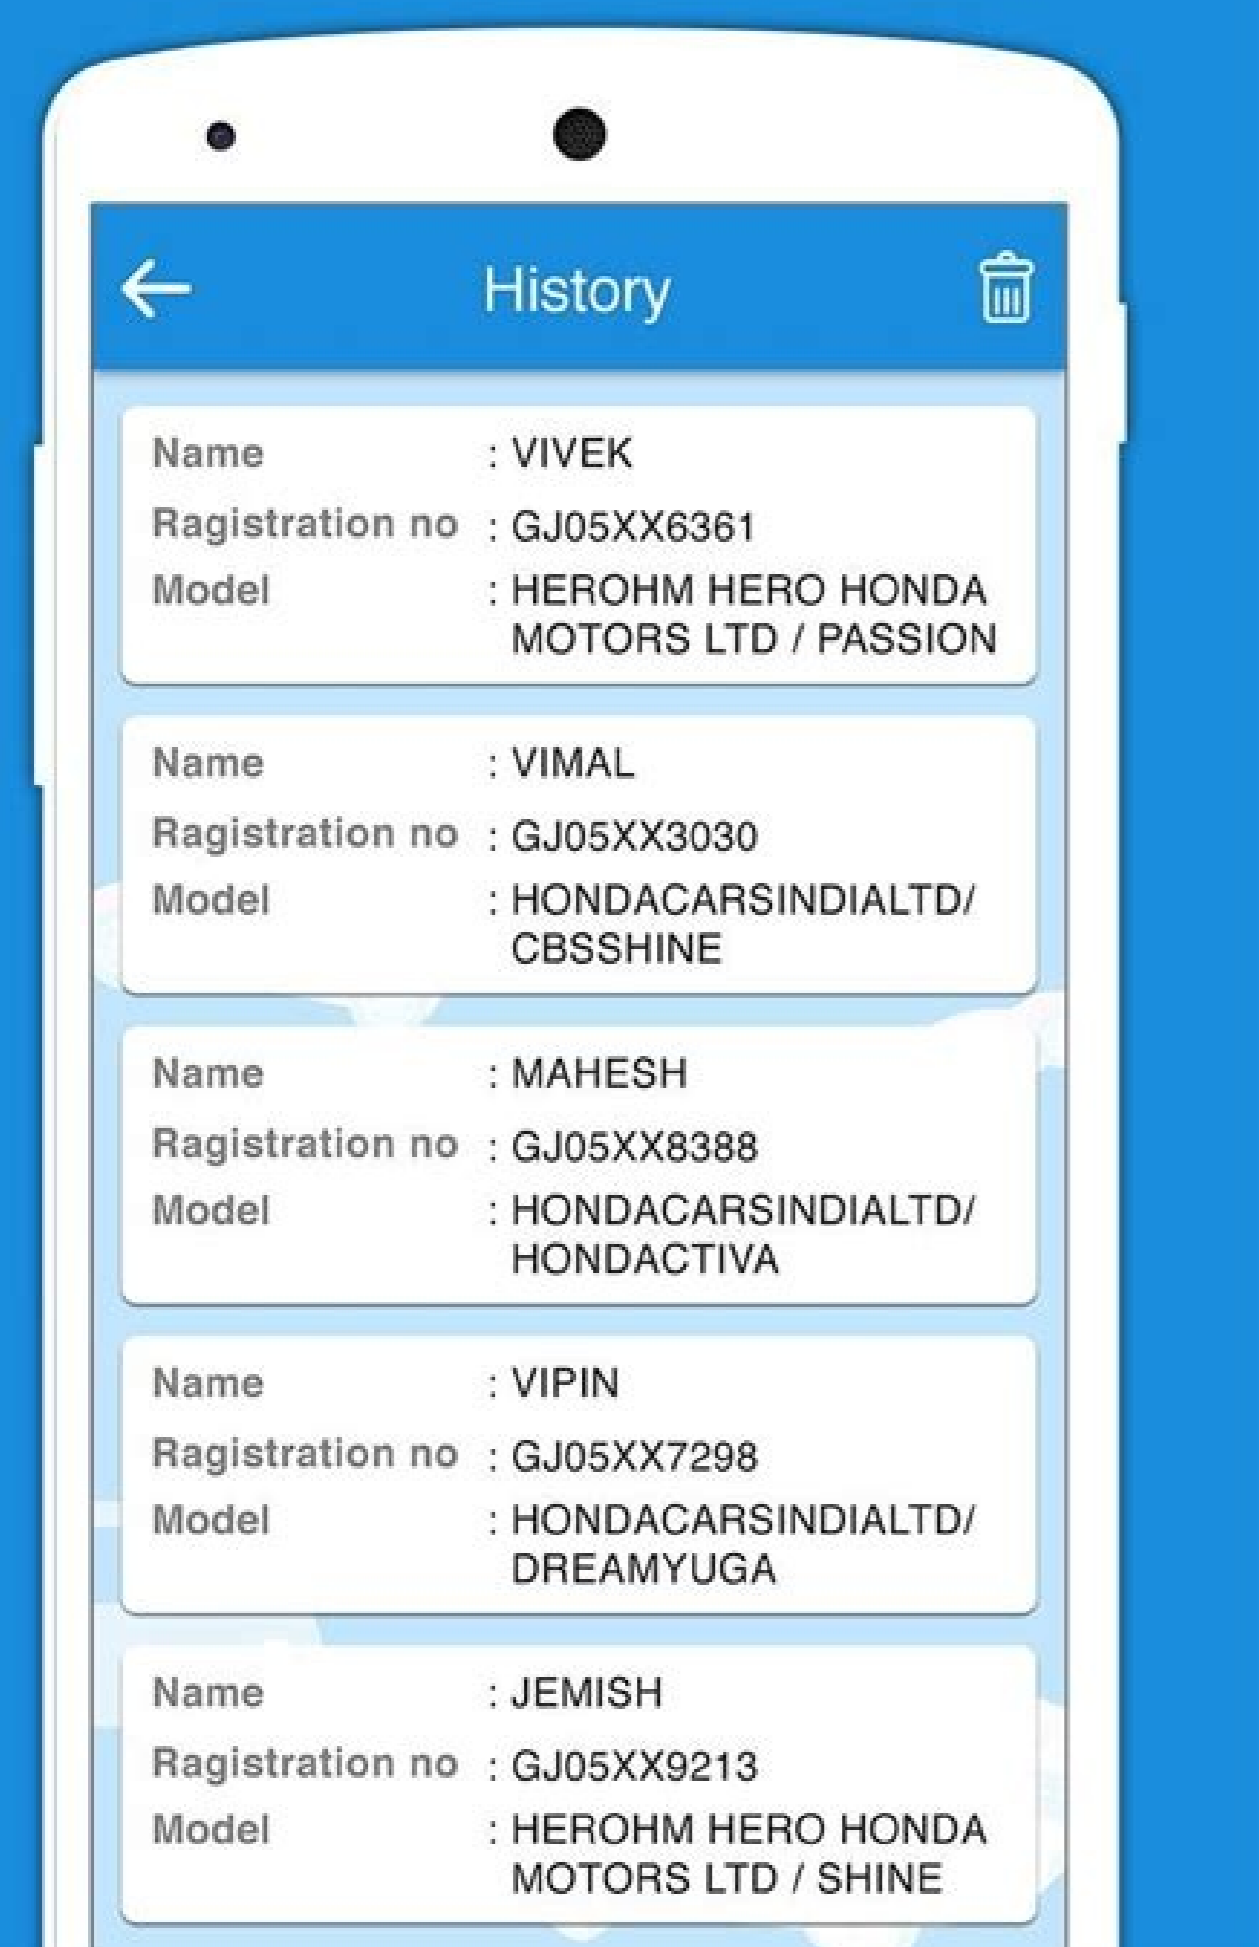 History
Name : VIVEK
Ragistration no : GJ05XX6361
Model : HEROHM HERO HONDA
MOTORS LTD / PASSION
Name : VIMAL
Ragistration no : GJ05XX3030
Model : HONDACARSINDIALTD/
CBSSHINE
Name : MAHESH
Ragistration no : GJ05XX8388
Model : HONDACARSINDIALTD/
HONDACTIVA
Name : VIPIN
Ragistration no : GJ05XX7298
Model : HONDACARSINDIALTD/
DREAMYUGA
Name : JEMISH
Ragistration no : GJ05XX9213
Model : HEROHM HERO HONDA
MOTORS LTD / SHINE